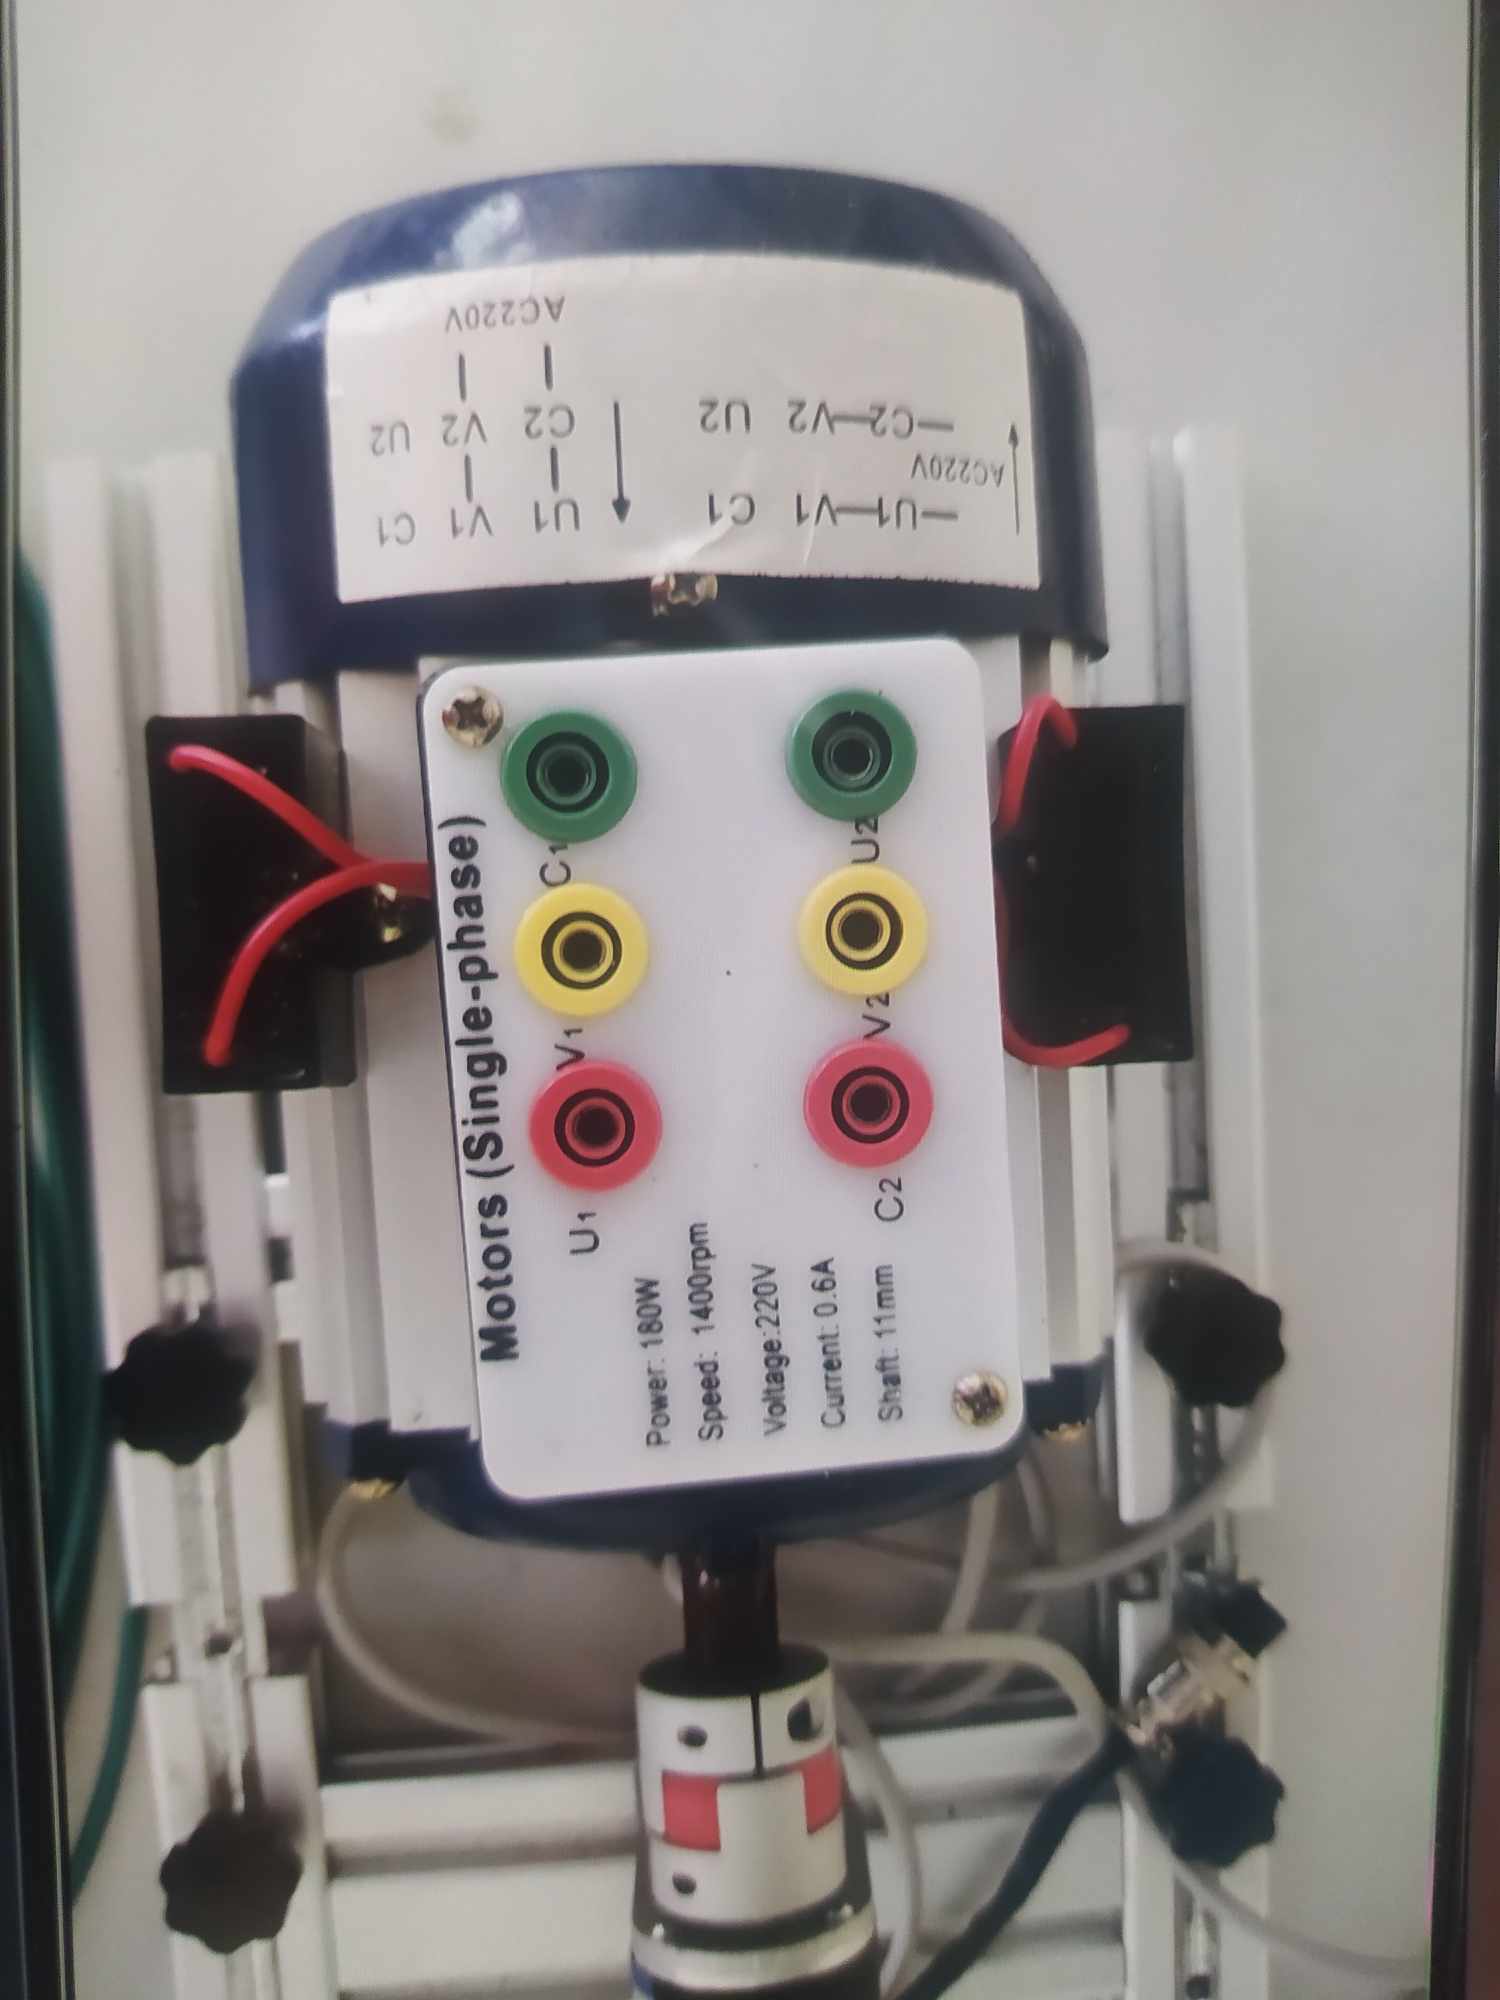 —U1—V1 C1
AC220V
—C2—V2 U2
U1 V1 C1
C2 V2 U2
AC220V
Motors (Single-phase)
U1 V1 C1
C2 V2 U2
Power: 180W
Speed: 1400rpm
Voltage:220V
Current: 0.6A
Shaft: 11mm